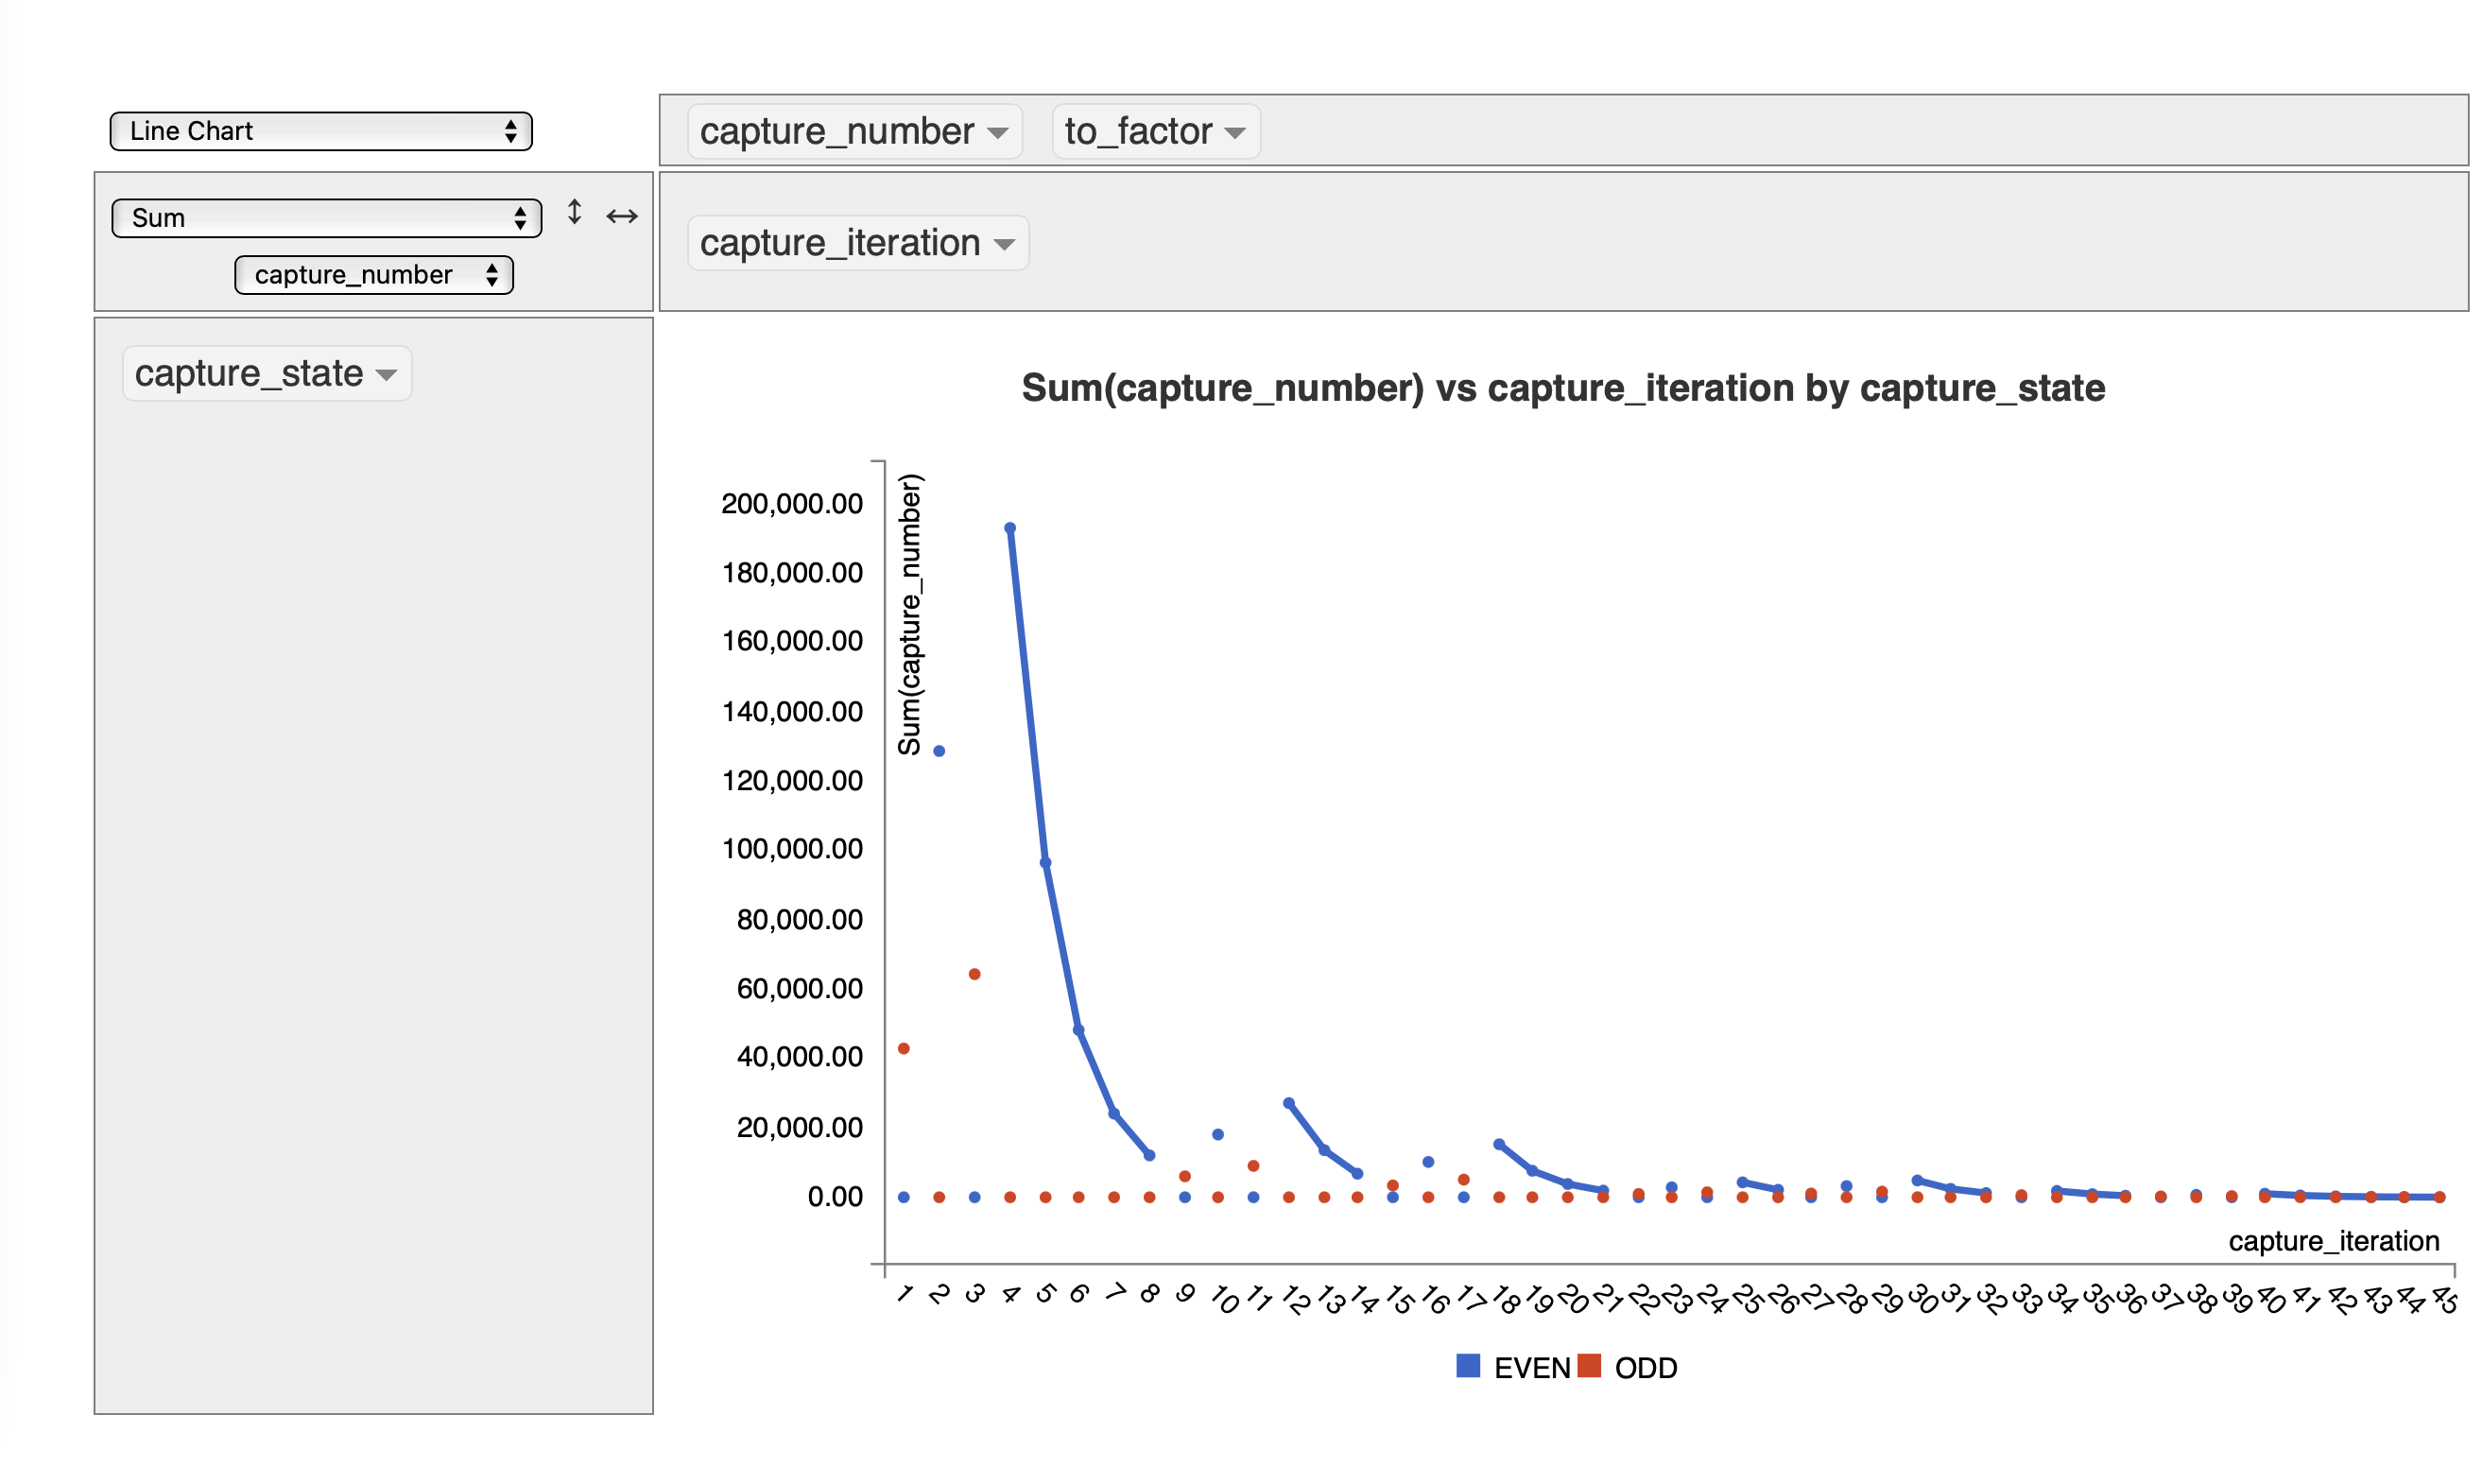 Line Chart
capture_number to_factor
Sum
capture_number
capture_iteration
capture_state
Sum(capture_number) vs capture_iteration by capture_state
Sum(capture_number)
200,000.00
180,000.00
160,000.00
140,000.00
120,000.00
100,000.00
80,000.00
60,000.00
40,000.00
20,000.00
0.00
capture_iteration
1 2 3 4 5 6 7 8 9 10 11 12 13 14 15 16 17 18 19 20 21 22 23 24 25 26 27 28 29 30 31 32 33 34 35 36 37 38 39 40 41 42 43 44 45
EVEN ODD